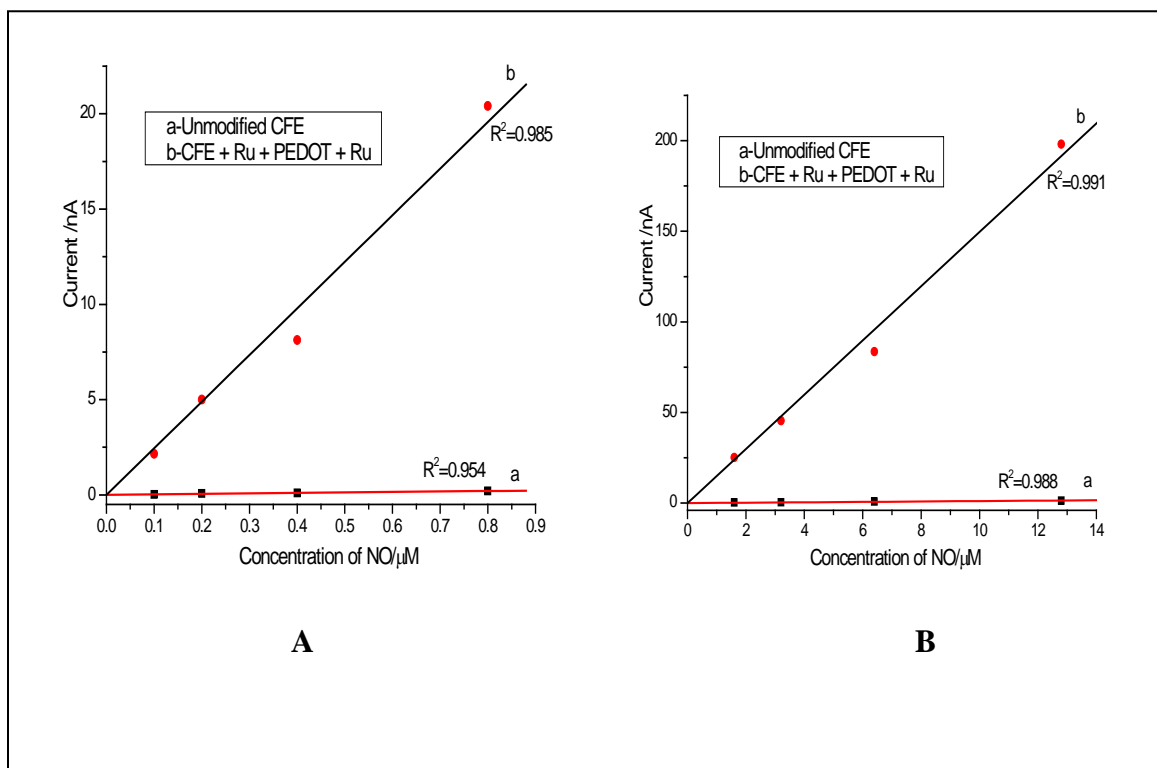 b
a-Unmodified CFE
b-CFE + Ru + PEDOT + Ru
R²=0.985
R²=0.954
a
20
15
10
5
0
Current /nA
0.0 0.1 0.2 0.3 0.4 0.5 0.6 0.7 0.8 0.9
Concentration of NO/µM
A
b
a-Unmodified CFE
b-CFE + Ru + PEDOT + Ru
R²=0.991
R²=0.988
a
200
150
100
50
0
Current /nA
0 2 4 6 8 10 12 14
Concentration of NO/µM
B